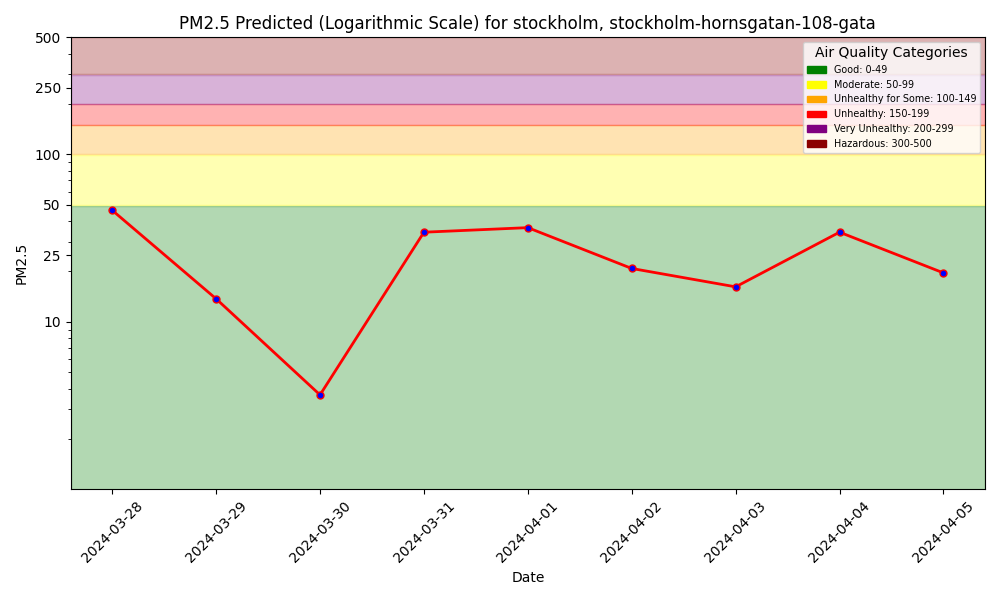 PM2.5 Predicted (Logarithmic Scale) for stockholm, stockholm-hornsgatan-108-gata
500
250
100
50
25
10
PM2.5
Air Quality Categories
Good: 0-49
Moderate: 50-99
Unhealthy for Some: 100-149
Unhealthy: 150-199
Very Unhealthy: 200-299
Hazardous: 300-500
2024-03-28
2024-03-29
2024-03-30
2024-03-31
2024-04-01
2024-04-02
2024-04-03
2024-04-04
2024-04-05
Date